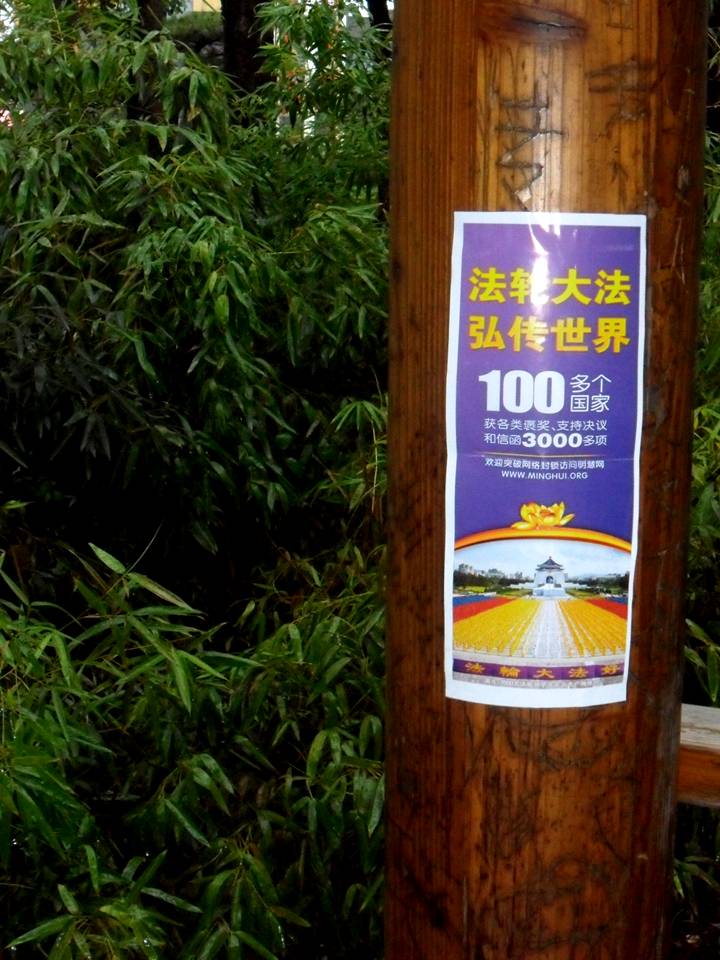 法轮大法
弘传世界
100多个国家
获各类褒奖、支持决议
和信函3000多项
欢迎突破网络封锁访问明慧网
WWW.MINGHUI.ORG
法輪大法好